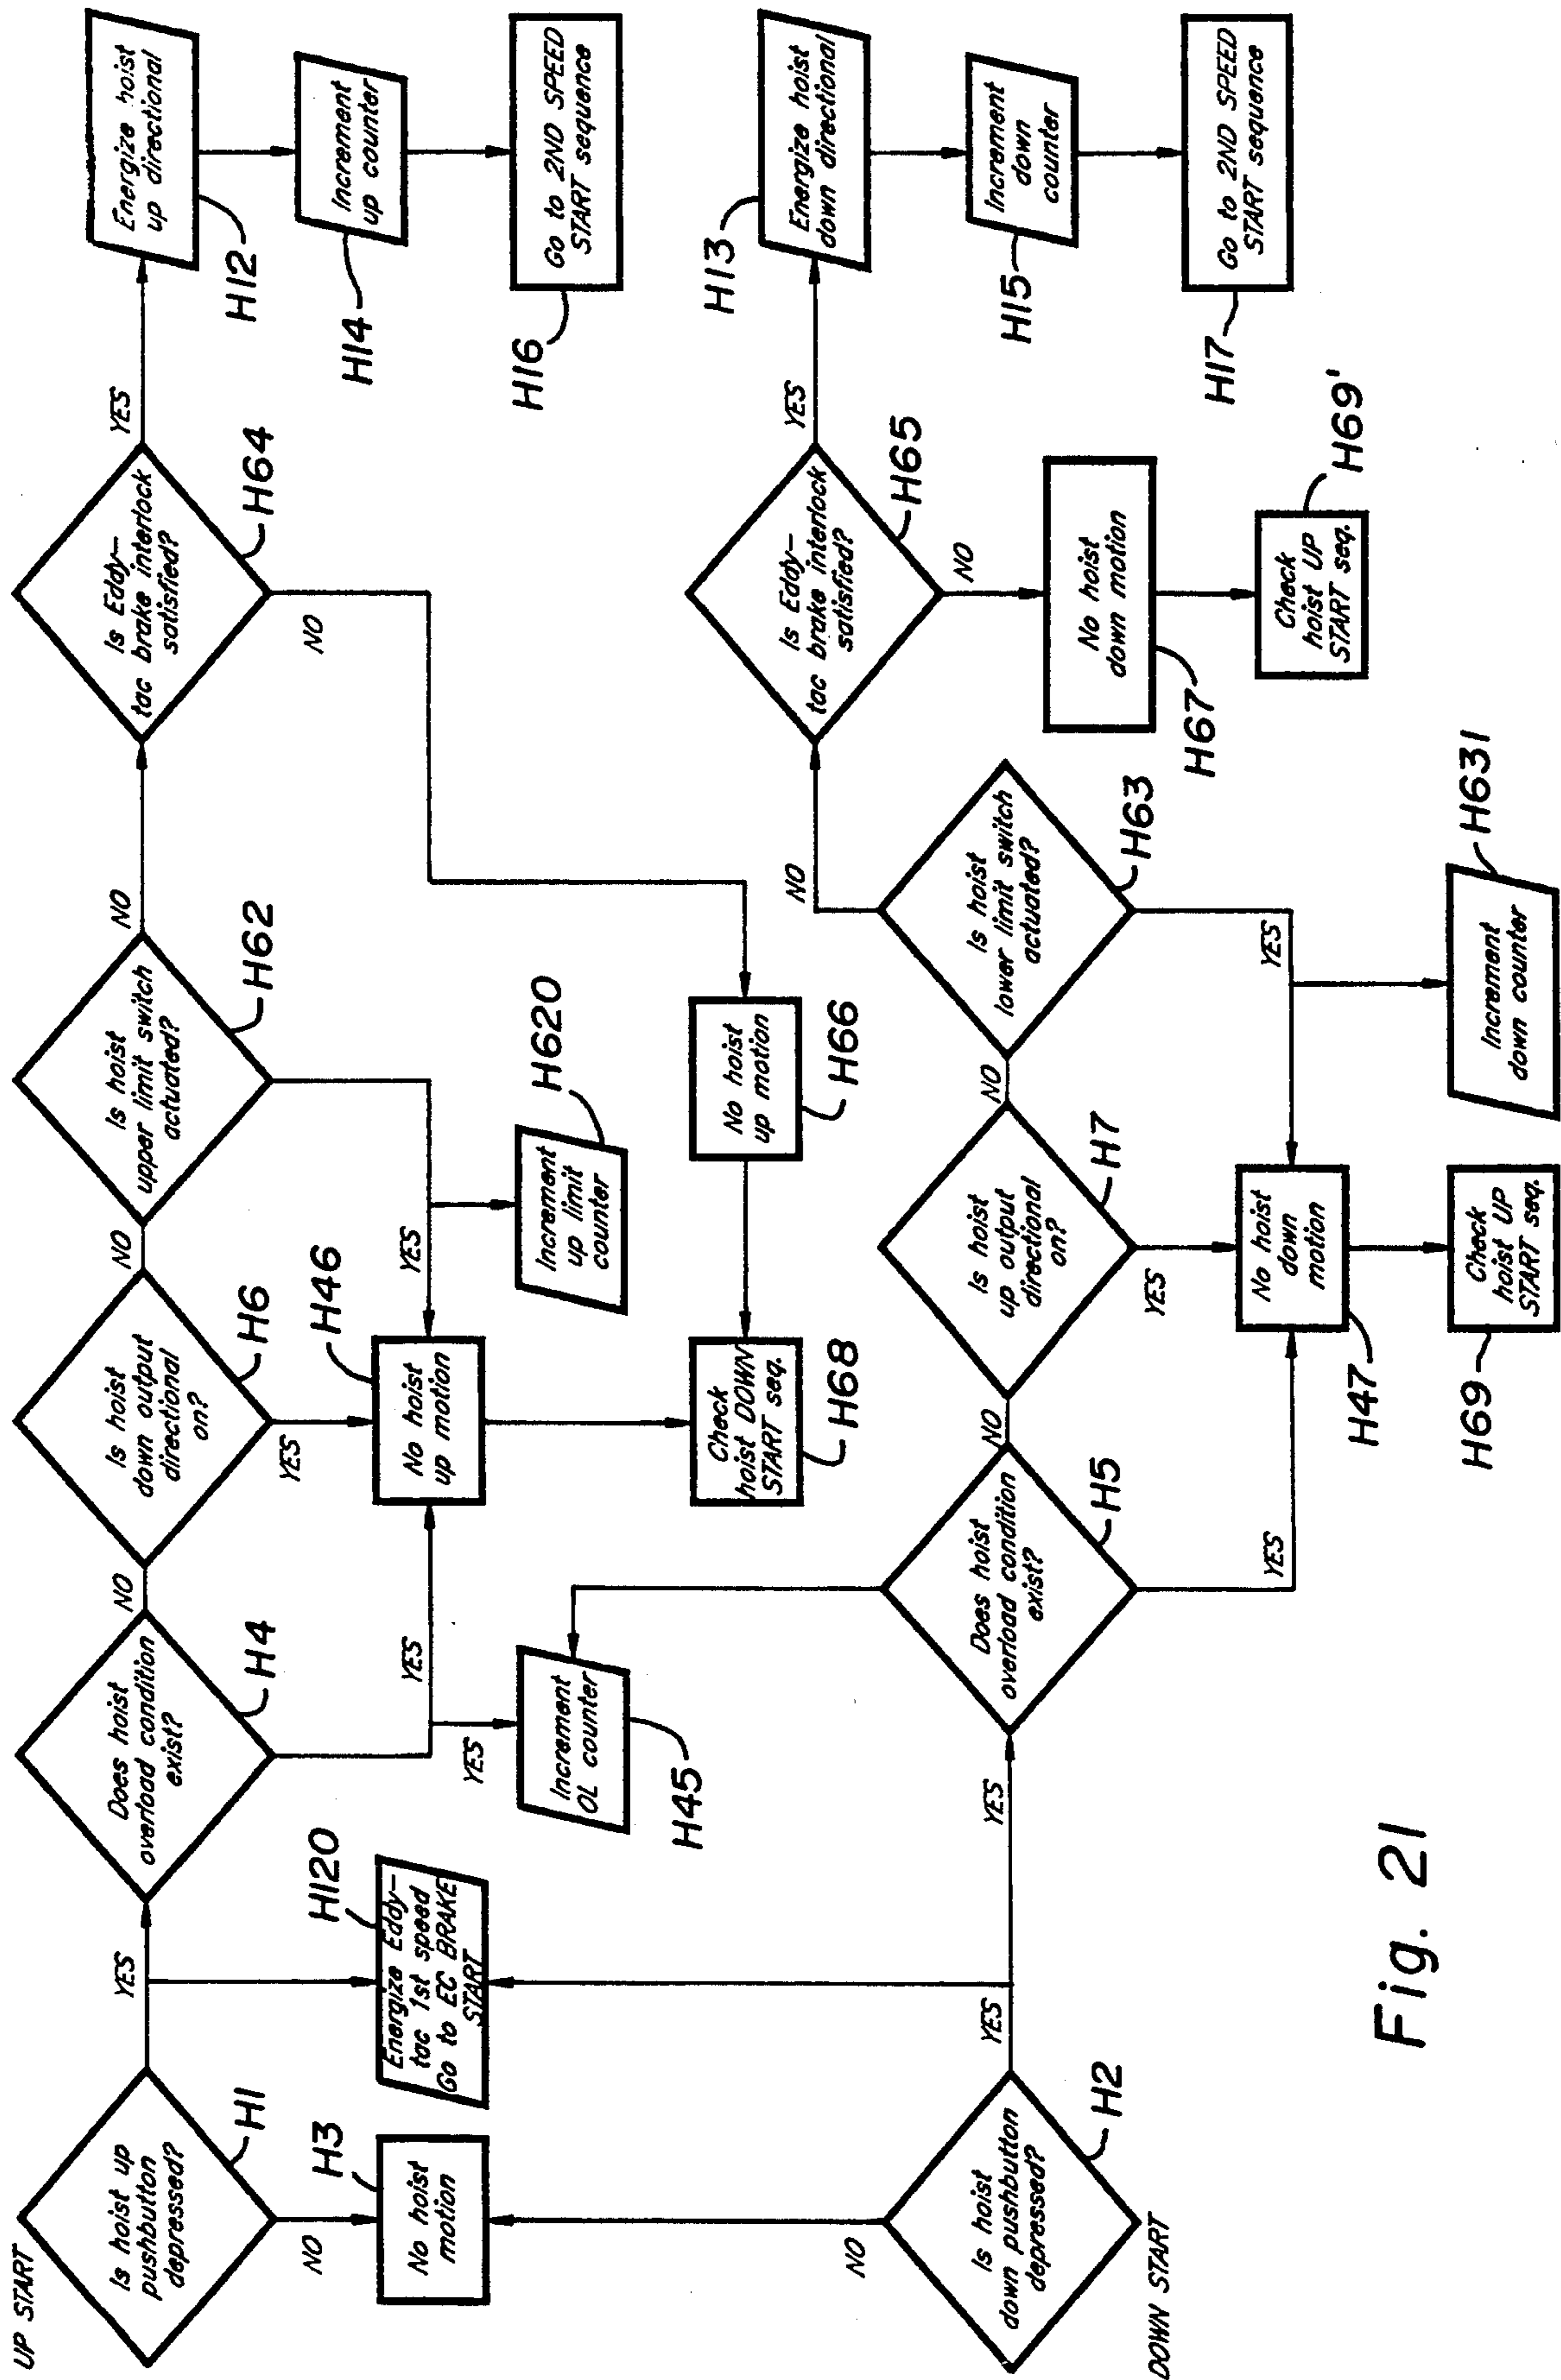 UP START
Is hoist up
pushbutton
depressed?
H1
YES
NO
H3
No hoist
motion
H120
Energize Eddy–
tac 1st speed
Go to EC BRAKE
START
Does hoist
overload condition
exist?
H4
NO
YES
YES
Increment
OL counter
H45
Is hoist
down output
directional
on?
H6
NO
YES
H46
No hoist
up motion
Is hoist
upper limit switch
actuated?
H62
NO
YES
Increment
up limit
counter
H620
Check
hoist DOWN
START seq.
H68
No hoist
up motion
H66
Is Eddy–
tac brake interlock
satisfied?
H64
YES
NO
Energize hoist
up directional
H12
Increment
up counter
H14
Go to 2ND SPEED
START sequence
H16
DOWN START
Is hoist
down pushbutton
depressed?
H2
NO
YES
YES
Does hoist
overload condition
exist?
H5
NO
YES
Is hoist
up output
directional
on?
H7
NO
YES
No hoist
down
motion
H47
Check
hoist UP
START seq.
H69
Is hoist
lower limit switch
actuated?
H63
NO
YES
Increment
down counter
H631
Is Eddy–
tac brake interlock
satisfied?
H65
YES
NO
No hoist
down motion
H67
Check
hoist UP
START seq.
H69'
Energize hoist
down directional
H13
Increment
down
counter
H15
Go to 2ND SPEED
START sequence
H17
Fig. 21